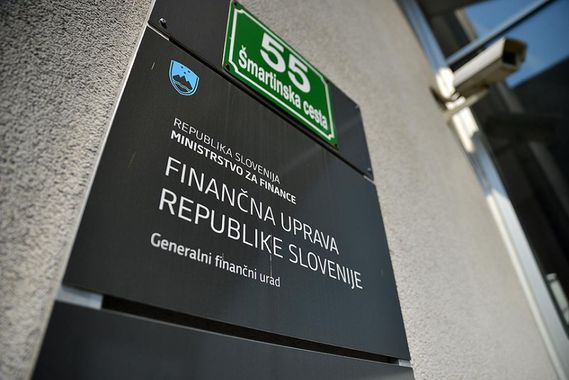 55
Šmartinska cesta
REPUBLIKA SLOVENIJA
MINISTRSTVO ZA FINANCE
FINANČNA UPRAVA
REPUBLIKE SLOVENIJE
Generalni finančni urad